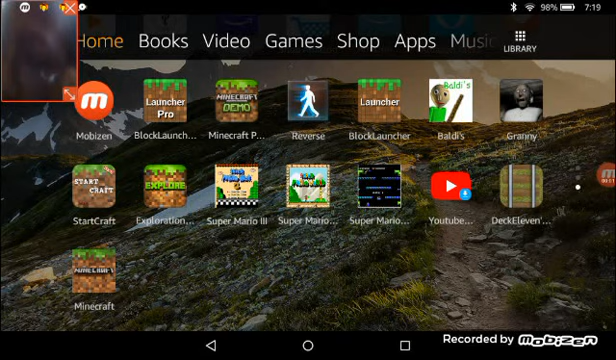 98% 7:19
Home Books Video Games Shop Apps Music LIBRARY
Launcher Pro
MINECRAFT DEMO
Launcher
Baldi's
Mobizen BlockLaunch... Minecraft P... Reverse BlockLauncher Baldi's Granny
START CRAFT
EXPLORE
StartCraft Exploration... Super Mario III Super Mario... Super Mario... Youtube... DeckEleven'...
MINECRAFT
Minecraft
Recorded by Mobizen